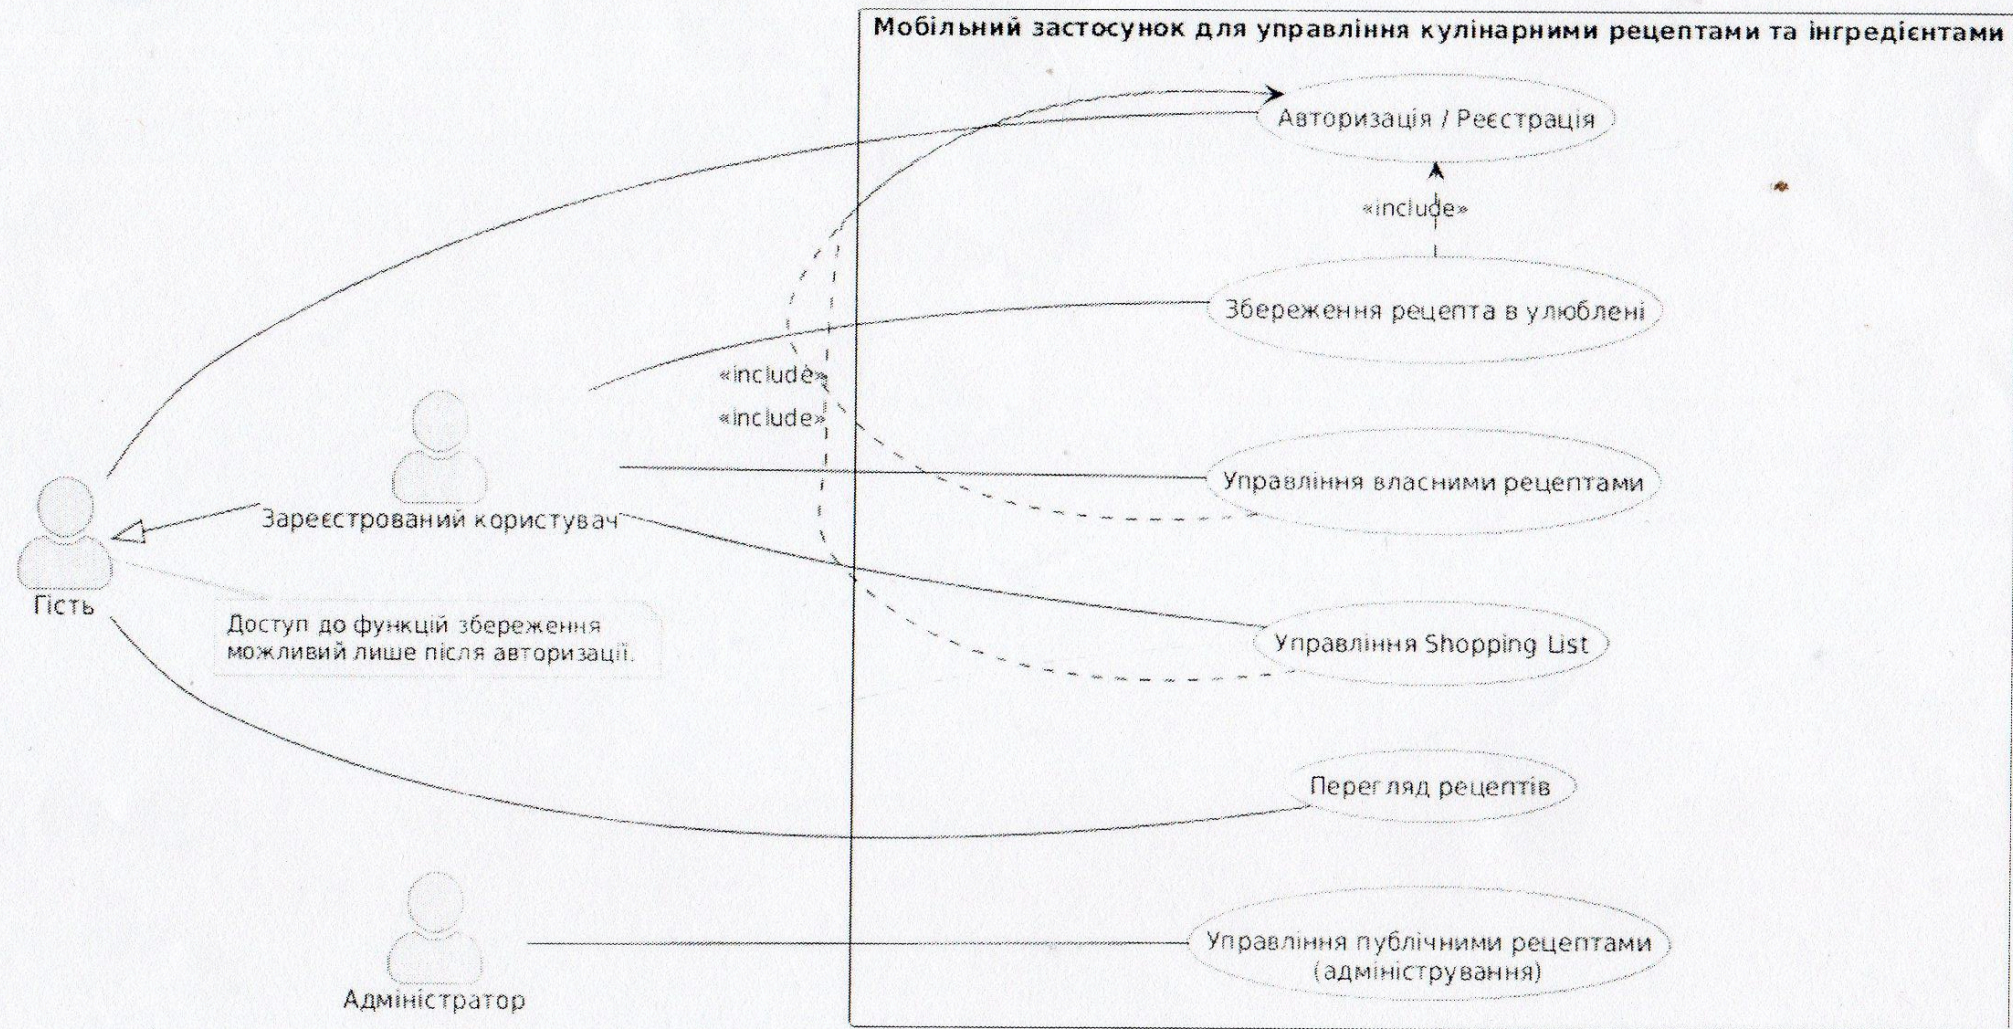 Мобільний застосунок для управління кулінарними рецептами та інгредієнтами
Авторизація / Реєстрація
«include»
Збереження рецепта в улюблені
«include»
«include»
Управління власними рецептами
Зареєстрований користувач
Гість
Доступ до функцій збереження
можливий лише після авторизації.
Управління Shopping List
Перегляд рецептів
Управління публічними рецептами
(адміністрування)
Адміністратор